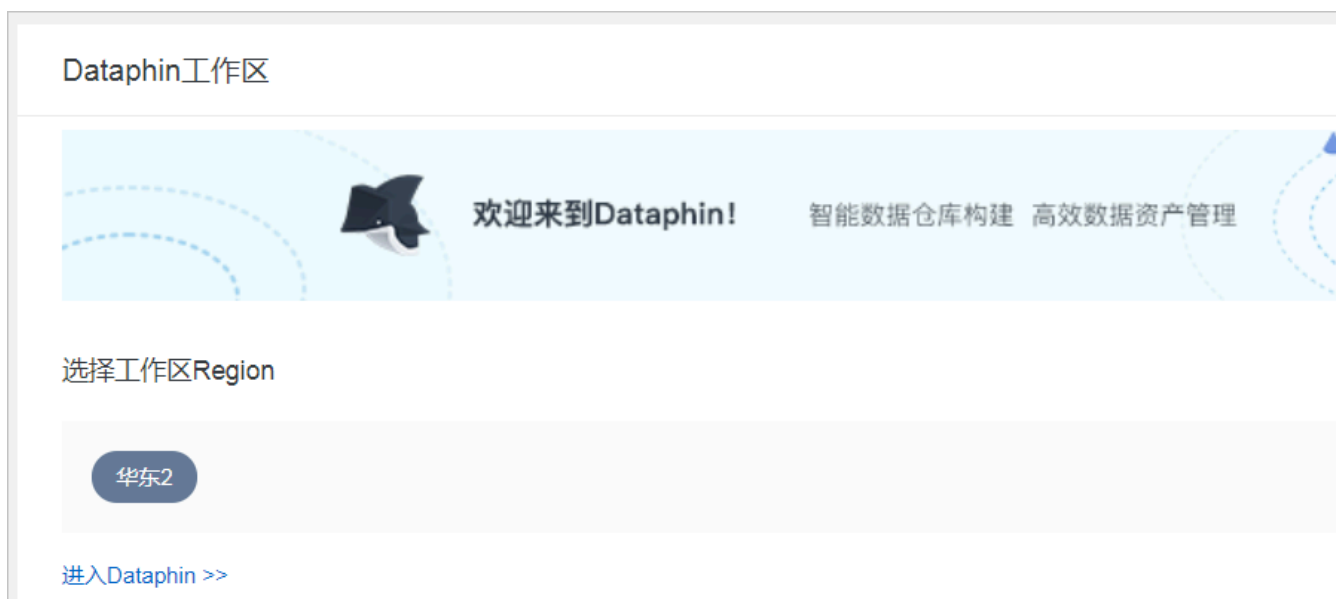 Dataphin工作区
欢迎来到Dataphin! 智能数据仓库构建 高效数据资产管理
选择工作区Region
华东2
进入Dataphin >>